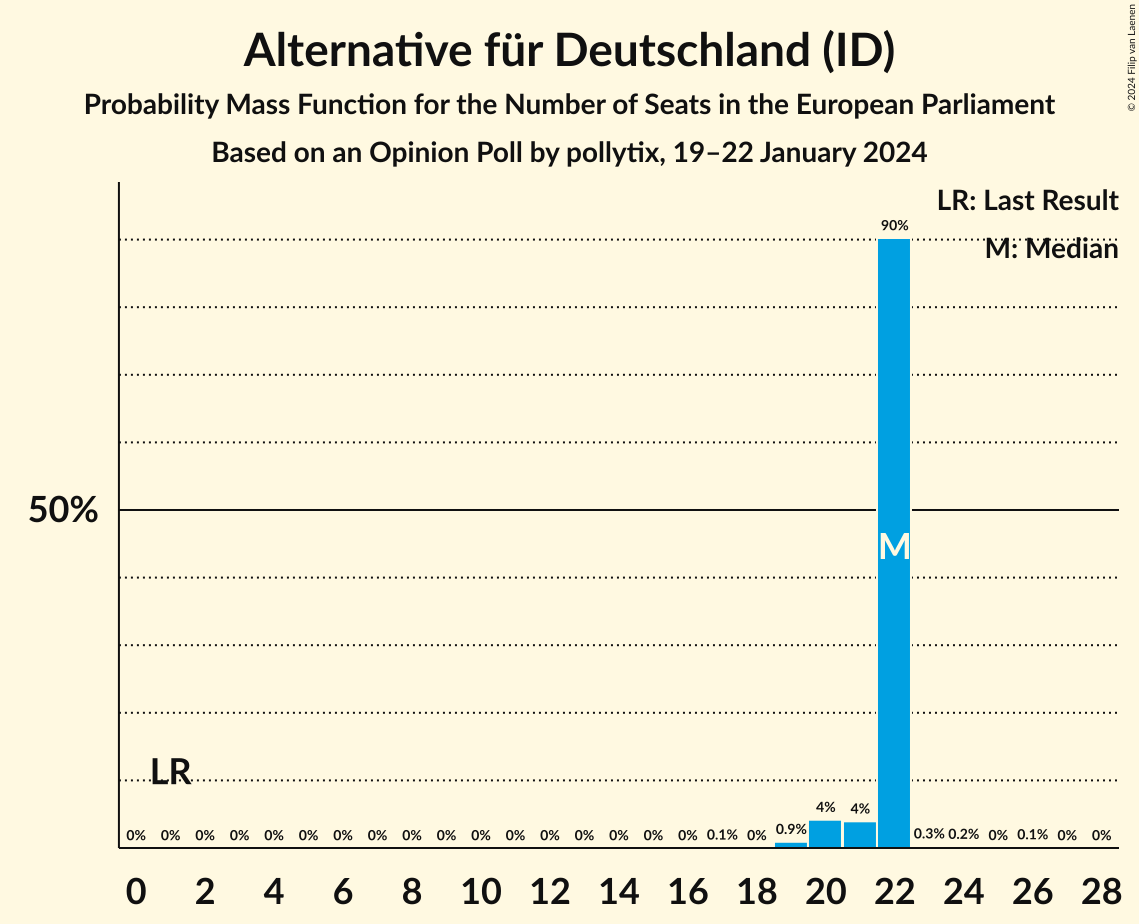 Alternative für Deutschland (ID)
Probability Mass Function for the Number of Seats in the European Parliament
Based on an Opinion Poll by pollytix, 19–22 January 2024
© 2024 Filip van Laenen
LR: Last Result
M: Median
90%
50%
M
LR
0% 0% 0% 0% 0% 0% 0% 0% 0% 0% 0% 0% 0% 0% 0% 0% 0% 0.1% 0% 0.9% 4% 4% 0.3% 0.2% 0% 0.1% 0% 0%
0 2 4 6 8 10 12 14 16 18 20 22 24 26 28